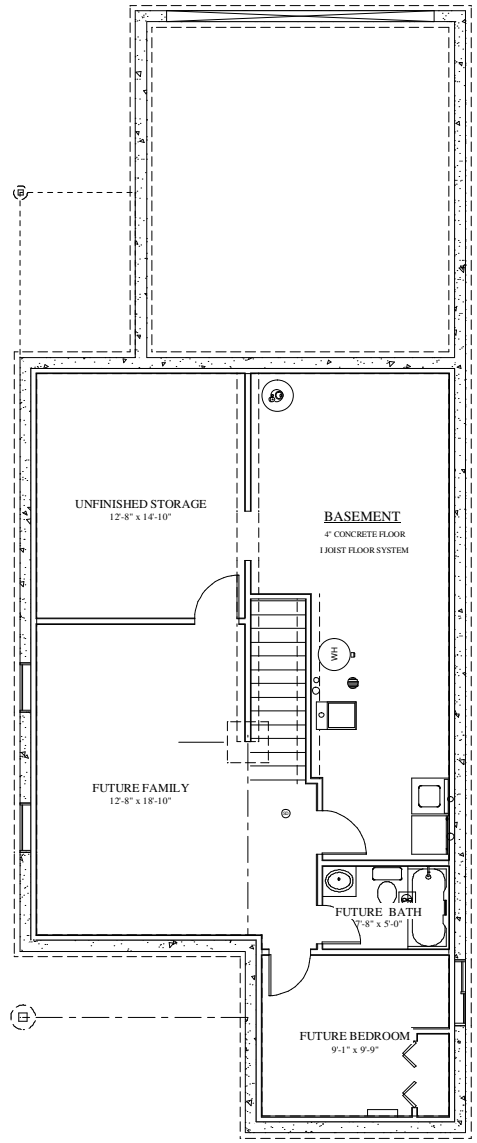 UNFINISHED STORAGE
12'-8" x 14'-10"
BASEMENT
4" CONCRETE FLOOR
I JOIST FLOOR SYSTEM
WH
FUTURE FAMILY
12'-8" x 18'-10"
SD
FUTURE BATH
7'-8" x 5'-0"
FUTURE BEDROOM
9'-1" x 9'-9"